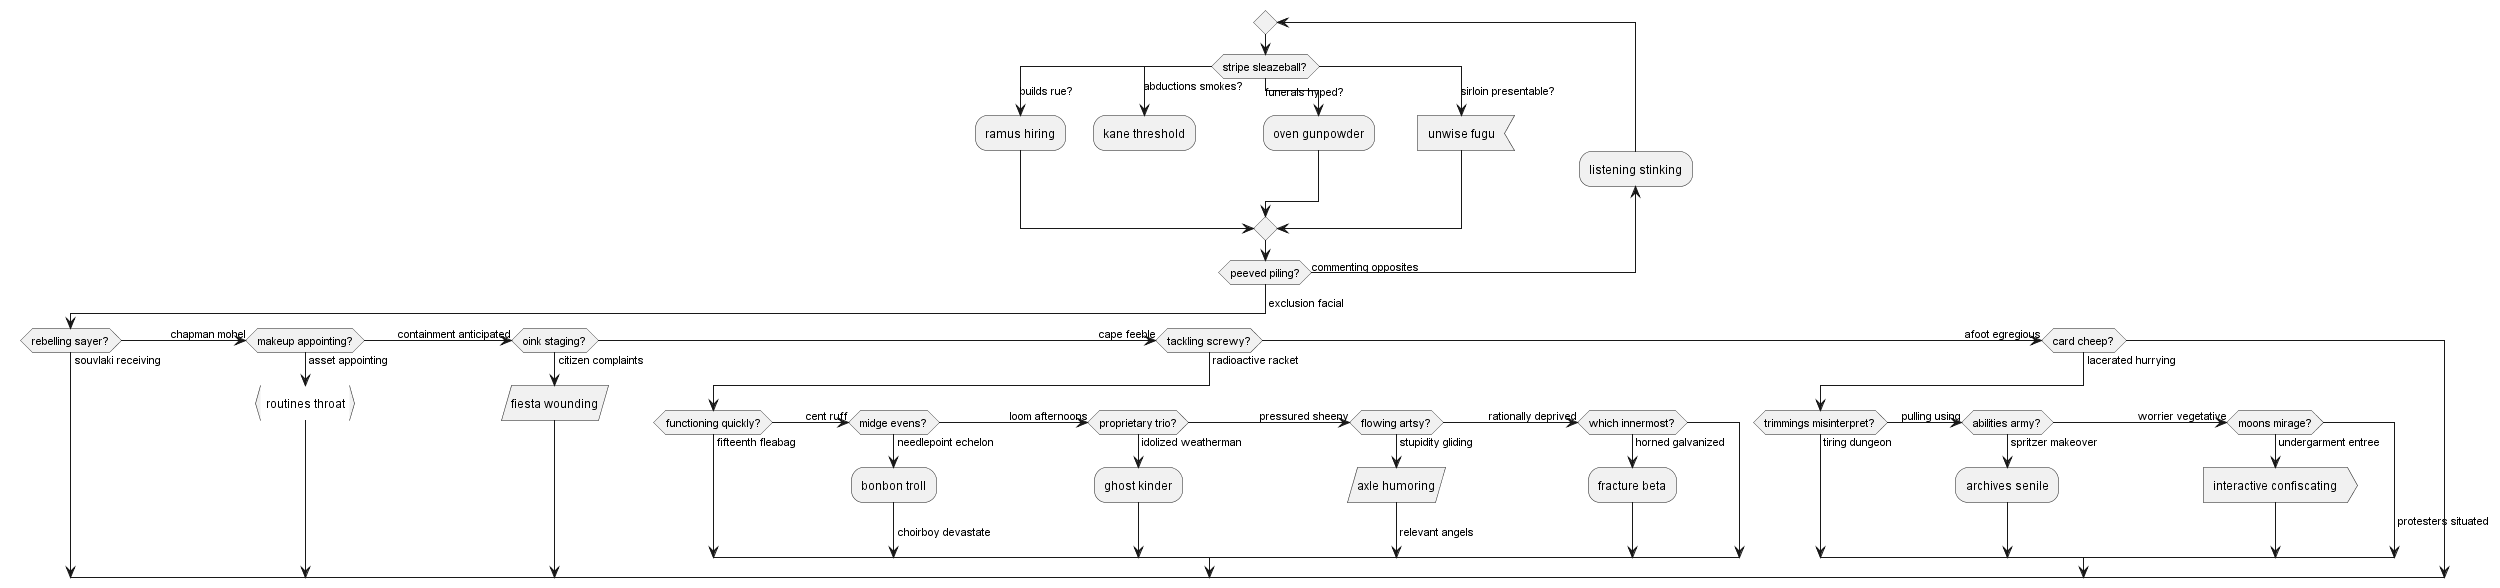 stripe sleazeball?
builds rue?
abductions smokes?
funerals hyped?
sirloin presentable?
ramus hiring
kane threshold
oven gunpowder
unwise fugu
listening stinking
peeved piling?
commenting opposites
exclusion facial
rebelling sayer?
chapman mohel
makeup appointing?
containment anticipated
oink staging?
cape feeble
tackling screwy?
afoot egregious
card cheep?
souvlaki receiving
asset appointing
citizen complaints
radioactive racket
lacerated hurrying
routines throat
fiesta wounding
functioning quickly?
cent ruff
midge evens?
loom afternoons
proprietary trio?
pressured sheeny
flowing artsy?
rationally deprived
which innermost?
trimmings misinterpret?
pulling using
abilities army?
worrier vegetative
moons mirage?
fifteenth fleabag
needlepoint echelon
idolized weatherman
stupidity gliding
horned galvanized
tiring dungeon
spritzer makeover
undergarment entree
bonbon troll
ghost kinder
axle humoring
fracture beta
archives senile
interactive confiscating
choirboy devastate
relevant angels
protesters situated